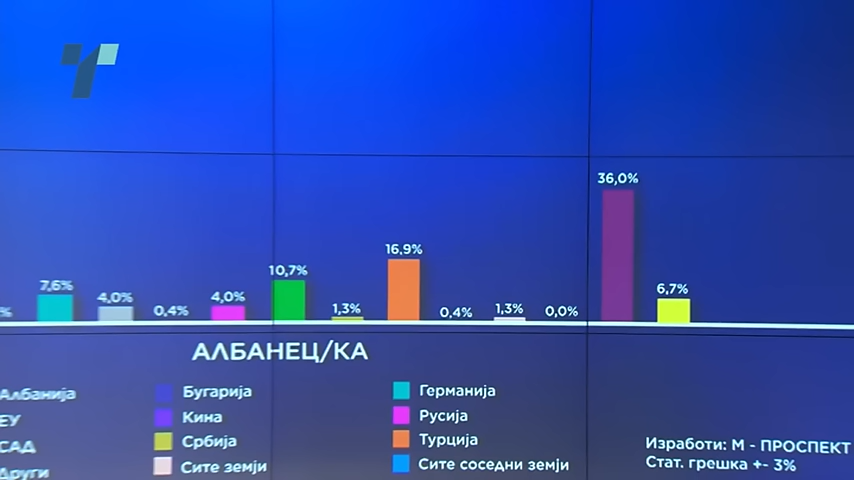 36,0%
16,9%
10,7%
7,6%
4,0%
0,4%
4,0%
1,3%
0,4%
1,3%
0,0%
6,7%
%
АЛБАНЕЦ/КА
Албанија
Бугарија
Германија
ЕУ
Кина
Русија
САД
Србија
Турција
Други
Сите земји
Сите соседни земји
Изработи: М - ПРОСПЕКТ
Стат. грешка +- 3%